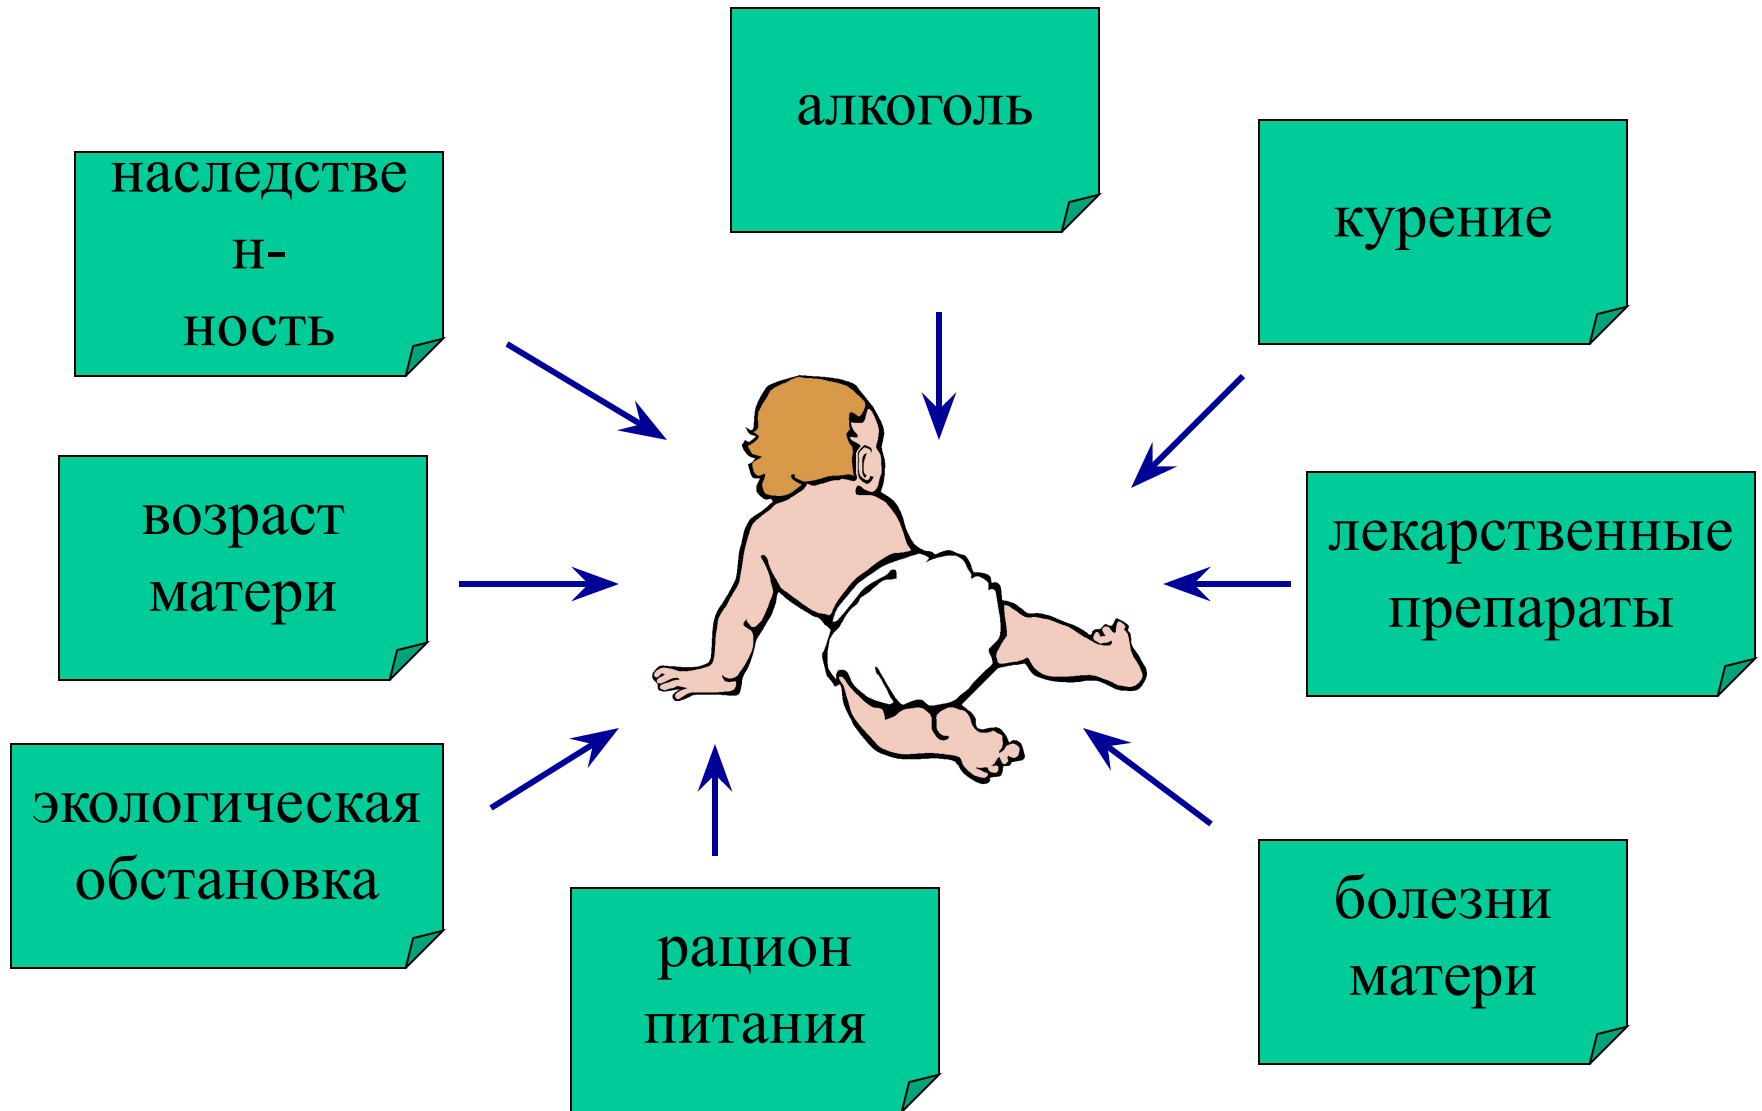 алкоголь
наследстве
н-
ность
курение
возраст
матери
лекарственные
препараты
экологическая
обстановка
рацион
питания
болезни
матери